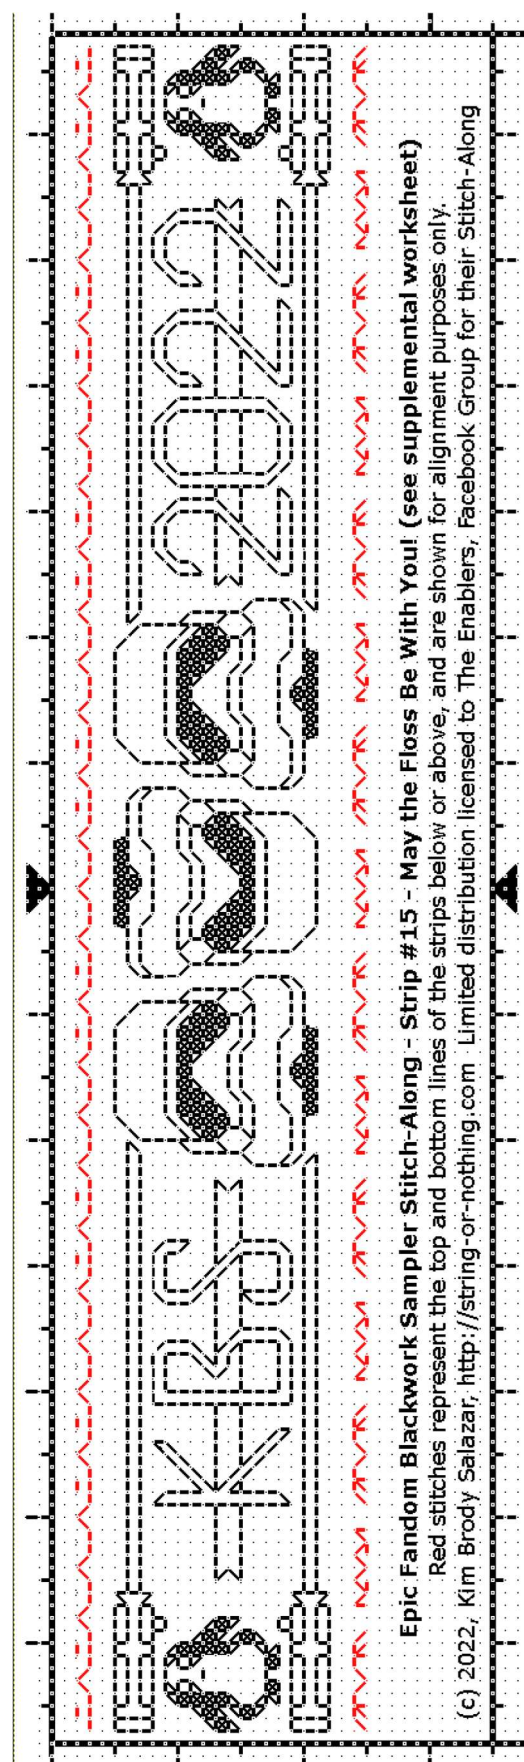 KBS 2022
Epic Fandom Blackwork Sampler Stitch-Along - Strip #15 - May the Floss Be With You! (see supplemental worksheet)
Red stitches represent the top and bottom lines of the strips below or above, and are shown for alignment purposes only.
(c) 2022, Kim Brody Salazar, http://string-or-nothing.com Limited distribution licensed to The Enablers, Facebook Group for their Stitch-Along